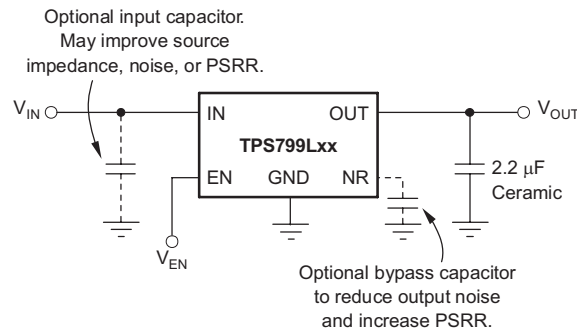 Optional input capacitor.
May improve source
impedance, noise, or PSRR.
V_IN
IN
OUT
V_OUT
TPS799Lxx
EN
GND
NR
2.2 μF
Ceramic
V_EN
Optional bypass capacitor
to reduce output noise
and increase PSRR.